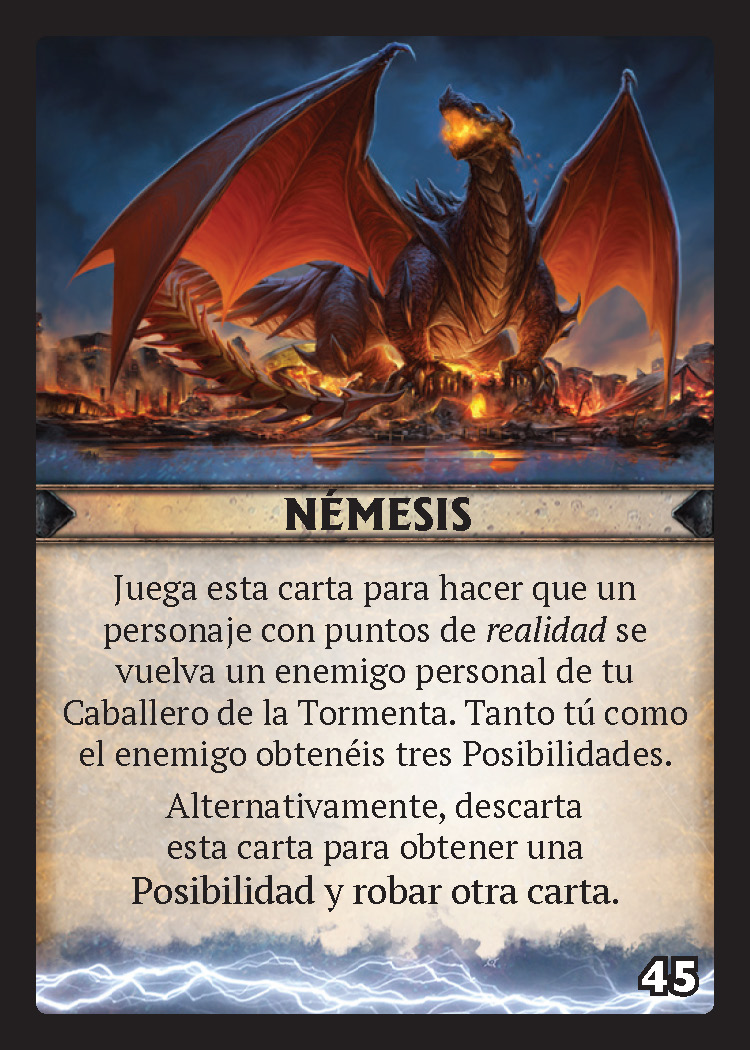 NÉMESIS
Juega esta carta para hacer que un
personaje con puntos de realidad se
vuelva un enemigo personal de tu
Caballero de la Tormenta. Tanto tú como
el enemigo obtenéis tres Posibilidades.
Alternativamente, descarta
esta carta para obtener una
Posibilidad y robar otra carta.
45